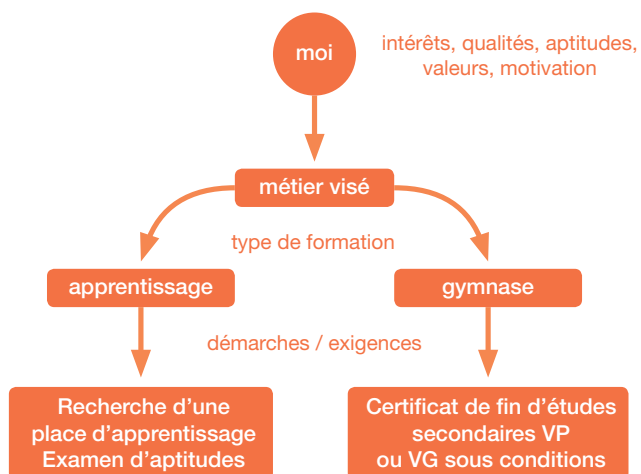 moi
intérêts, qualités, aptitudes,
valeurs, motivation
métier visé
type de formation
apprentissage
gymnase
démarches / exigences
Recherche d’une
place d’apprentissage
Examen d’aptitudes
Certificat de fin d’études
secondaires VP
ou VG sous conditions